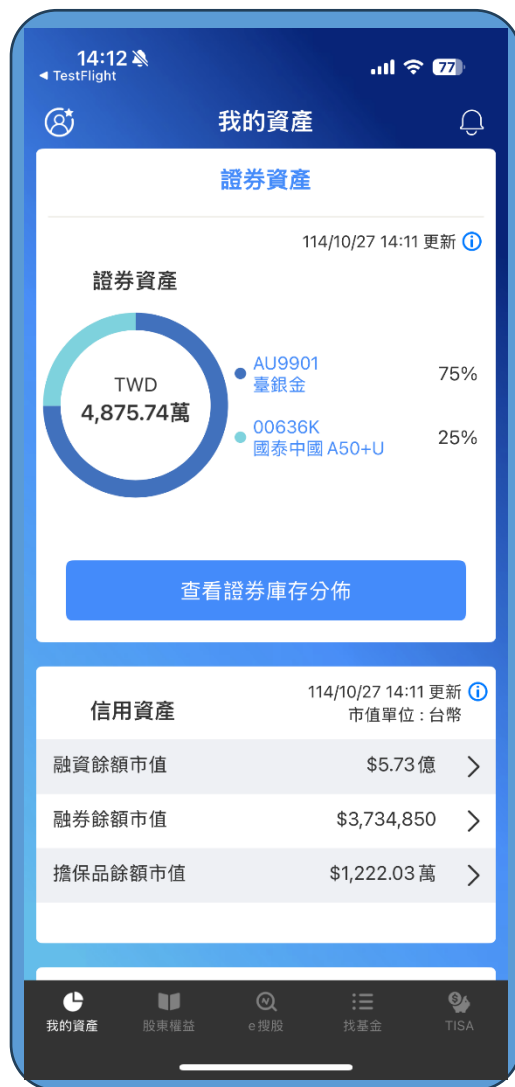 14:12
◀ TestFlight
77
我的資產
證券資產
114/10/27 14:11 更新
證券資產
TWD
4,875.74萬
AU9901
臺銀金
75%
00636K
國泰中國 A50+U
25%
查看證券庫存分佈
信用資產
114/10/27 14:11 更新
市值單位 : 台幣
融資餘額市值 $5.73 億
融券餘額市值 $3,734,850
擔保品餘額市值 $1,222.03 萬
我的資產 股東權益 e搜股 找基金 TISA